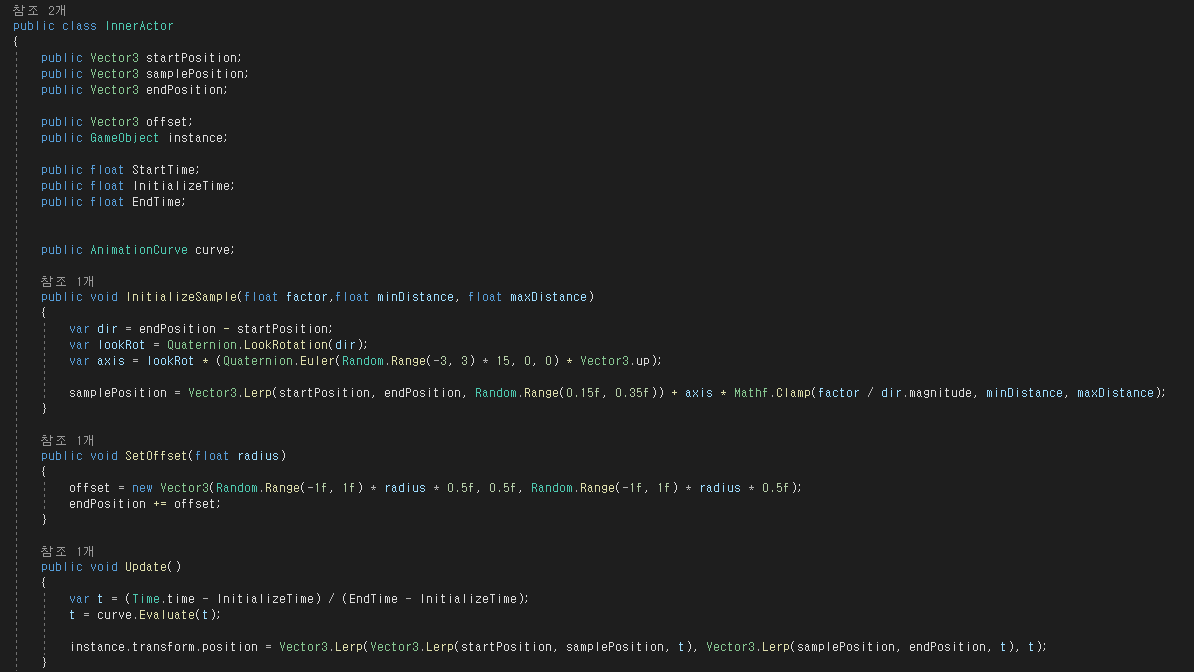 참조 2개
public class InnerActor
{
public Vector3 startPosition;
public Vector3 samplePosition;
public Vector3 endPosition;
public Vector3 offset;
public GameObject instance;
public float StartTime;
public float InitializeTime;
public float EndTime;
public AnimationCurve curve;
참조 1개
public void InitializeSample(float factor,float minDistance, float maxDistance)
{
var dir = endPosition - startPosition;
var lookRot = Quaternion.LookRotation(dir);
var axis = lookRot * (Quaternion.Euler(Random.Range(-3, 3) * 15, 0, 0) * Vector3.up);
samplePosition = Vector3.Lerp(startPosition, endPosition, Random.Range(0.15f, 0.35f)) + axis * Mathf.Clamp(factor / dir.magnitude, minDistance, maxDistance);
}
참조 1개
public void SetOffset(float radius)
{
offset = new Vector3(Random.Range(-1f, 1f) * radius * 0.5f, 0.5f, Random.Range(-1f, 1f) * radius * 0.5f);
endPosition += offset;
}
참조 1개
public void Update()
{
var t = (Time.time - InitializeTime) / (EndTime - InitializeTime);
t = curve.Evaluate(t);
instance.transform.position = Vector3.Lerp(Vector3.Lerp(startPosition, samplePosition, t), Vector3.Lerp(samplePosition, endPosition, t), t);
}